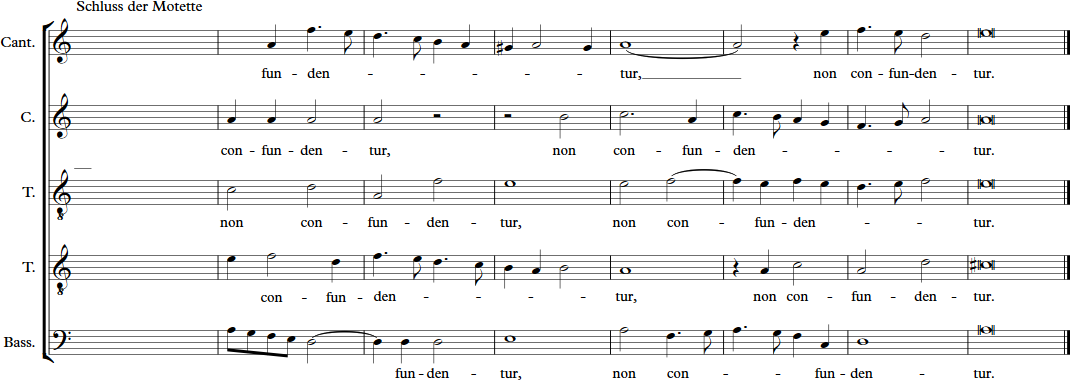 Schluss der Motette
Cant.
fun - den - - - - - - tur, non con - fun - den - tur.
C.
con - fun - den - tur, non con - fun - den - - - - tur.
T.
8
non con - fun - den - tur, non con - fun - den - - - tur.
T.
8
con - fun - den - - - - tur, non con - fun - den - tur.
Bass.
fun - den - tur, non con - - - fun - den - tur.